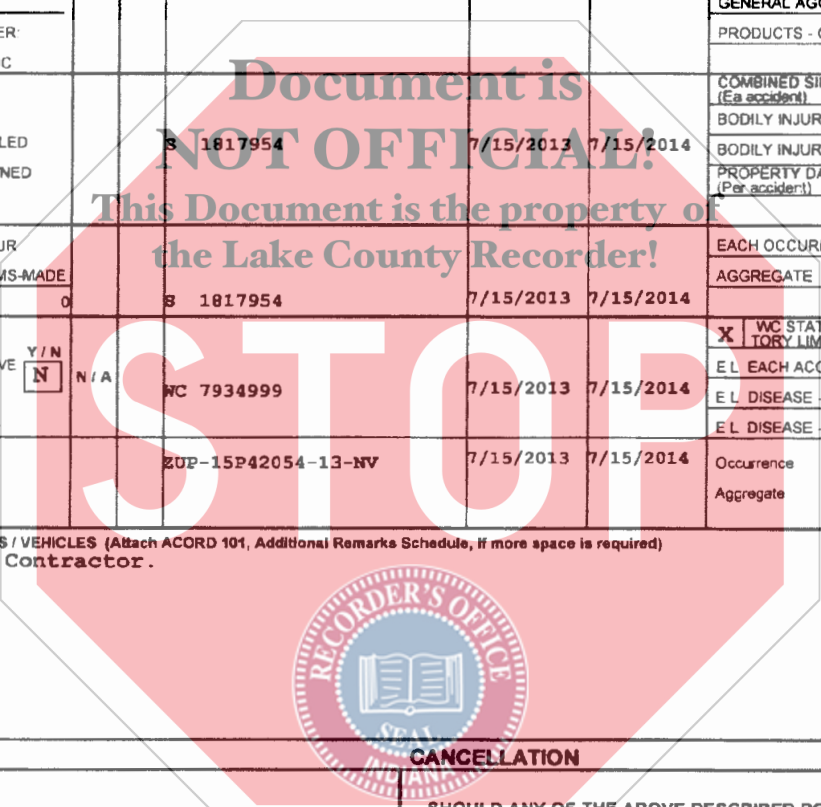 GENERAL AGG
ER
PRODUCTS - C
C
Document is
NOT OFFICIAL!
This Document is the property of
the Lake County Recorder!
COMBINED SI
(Ea accident)
BODILY INJUR
LED
S 1817954 7/15/2013 7/15/2014
BODILY INJUR
NED
PROPERTY DA
(Per accident)
UR
EACH OCCURR
MS-MADE
AGGREGATE
0
S 1817954 7/15/2013 7/15/2014
STOP
X WC STAT
TORY LIM
Y / N
VE N N / A
WC 7934999 7/15/2013 7/15/2014
E L EACH ACC
E L DISEASE -
E L DISEASE -
ZUP-15P42054-13-NV 7/15/2013 7/15/2014
Occurrence
Aggregate
S / VEHICLES (Attach ACORD 101, Additional Remarks Schedule, if more space is required)
Contractor.
RECORDER'S OFFICE
SEAL
INDIANA
CANCELLATION
SHOULD ANY OF THE ABOVE DESCRIBED PO